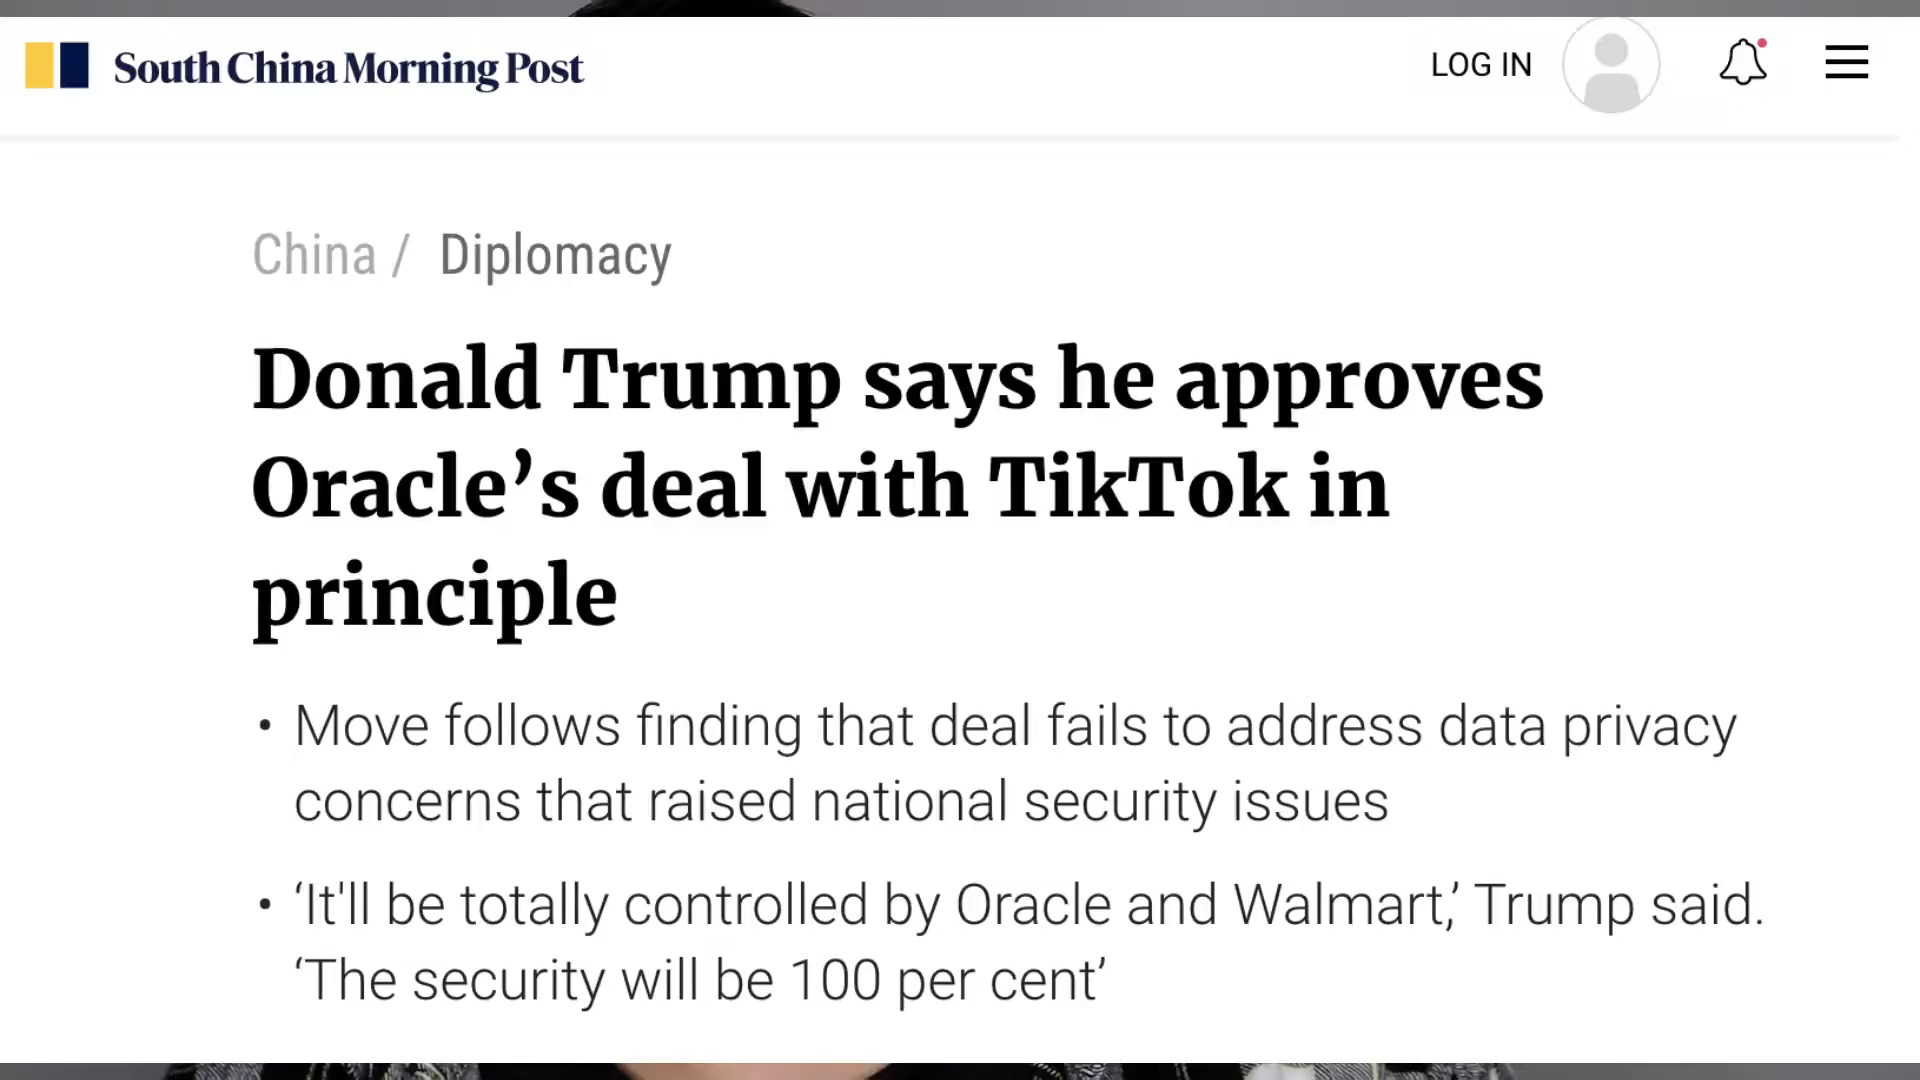 South China Morning Post
LOG IN
China / Diplomacy
Donald Trump says he approves
Oracle’s deal with TikTok in
principle
• Move follows finding that deal fails to address data privacy
concerns that raised national security issues
• ‘It'll be totally controlled by Oracle and Walmart,’ Trump said.
‘The security will be 100 per cent’